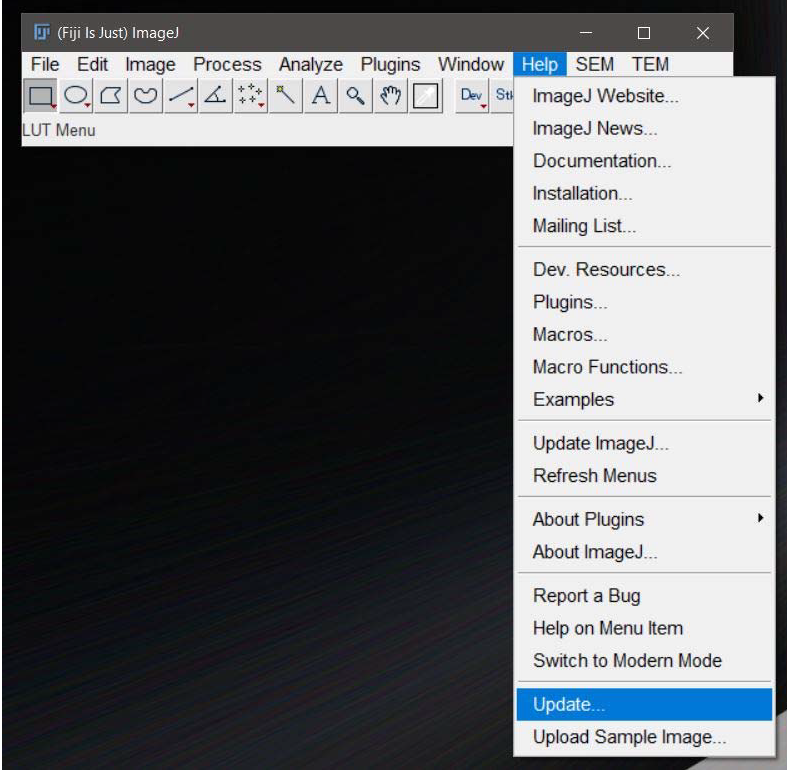 (Fiji Is Just) ImageJ
File Edit Image Process Analyze Plugins Window Help SEM TEM
A Dev
LUT Menu
ImageJ Website...
ImageJ News...
Documentation...
Installation...
Mailing List...
Dev. Resources...
Plugins...
Macros...
Macro Functions...
Examples
Update ImageJ...
Refresh Menus
About Plugins
About ImageJ...
Report a Bug
Help on Menu Item
Switch to Modern Mode
Update...
Upload Sample Image...